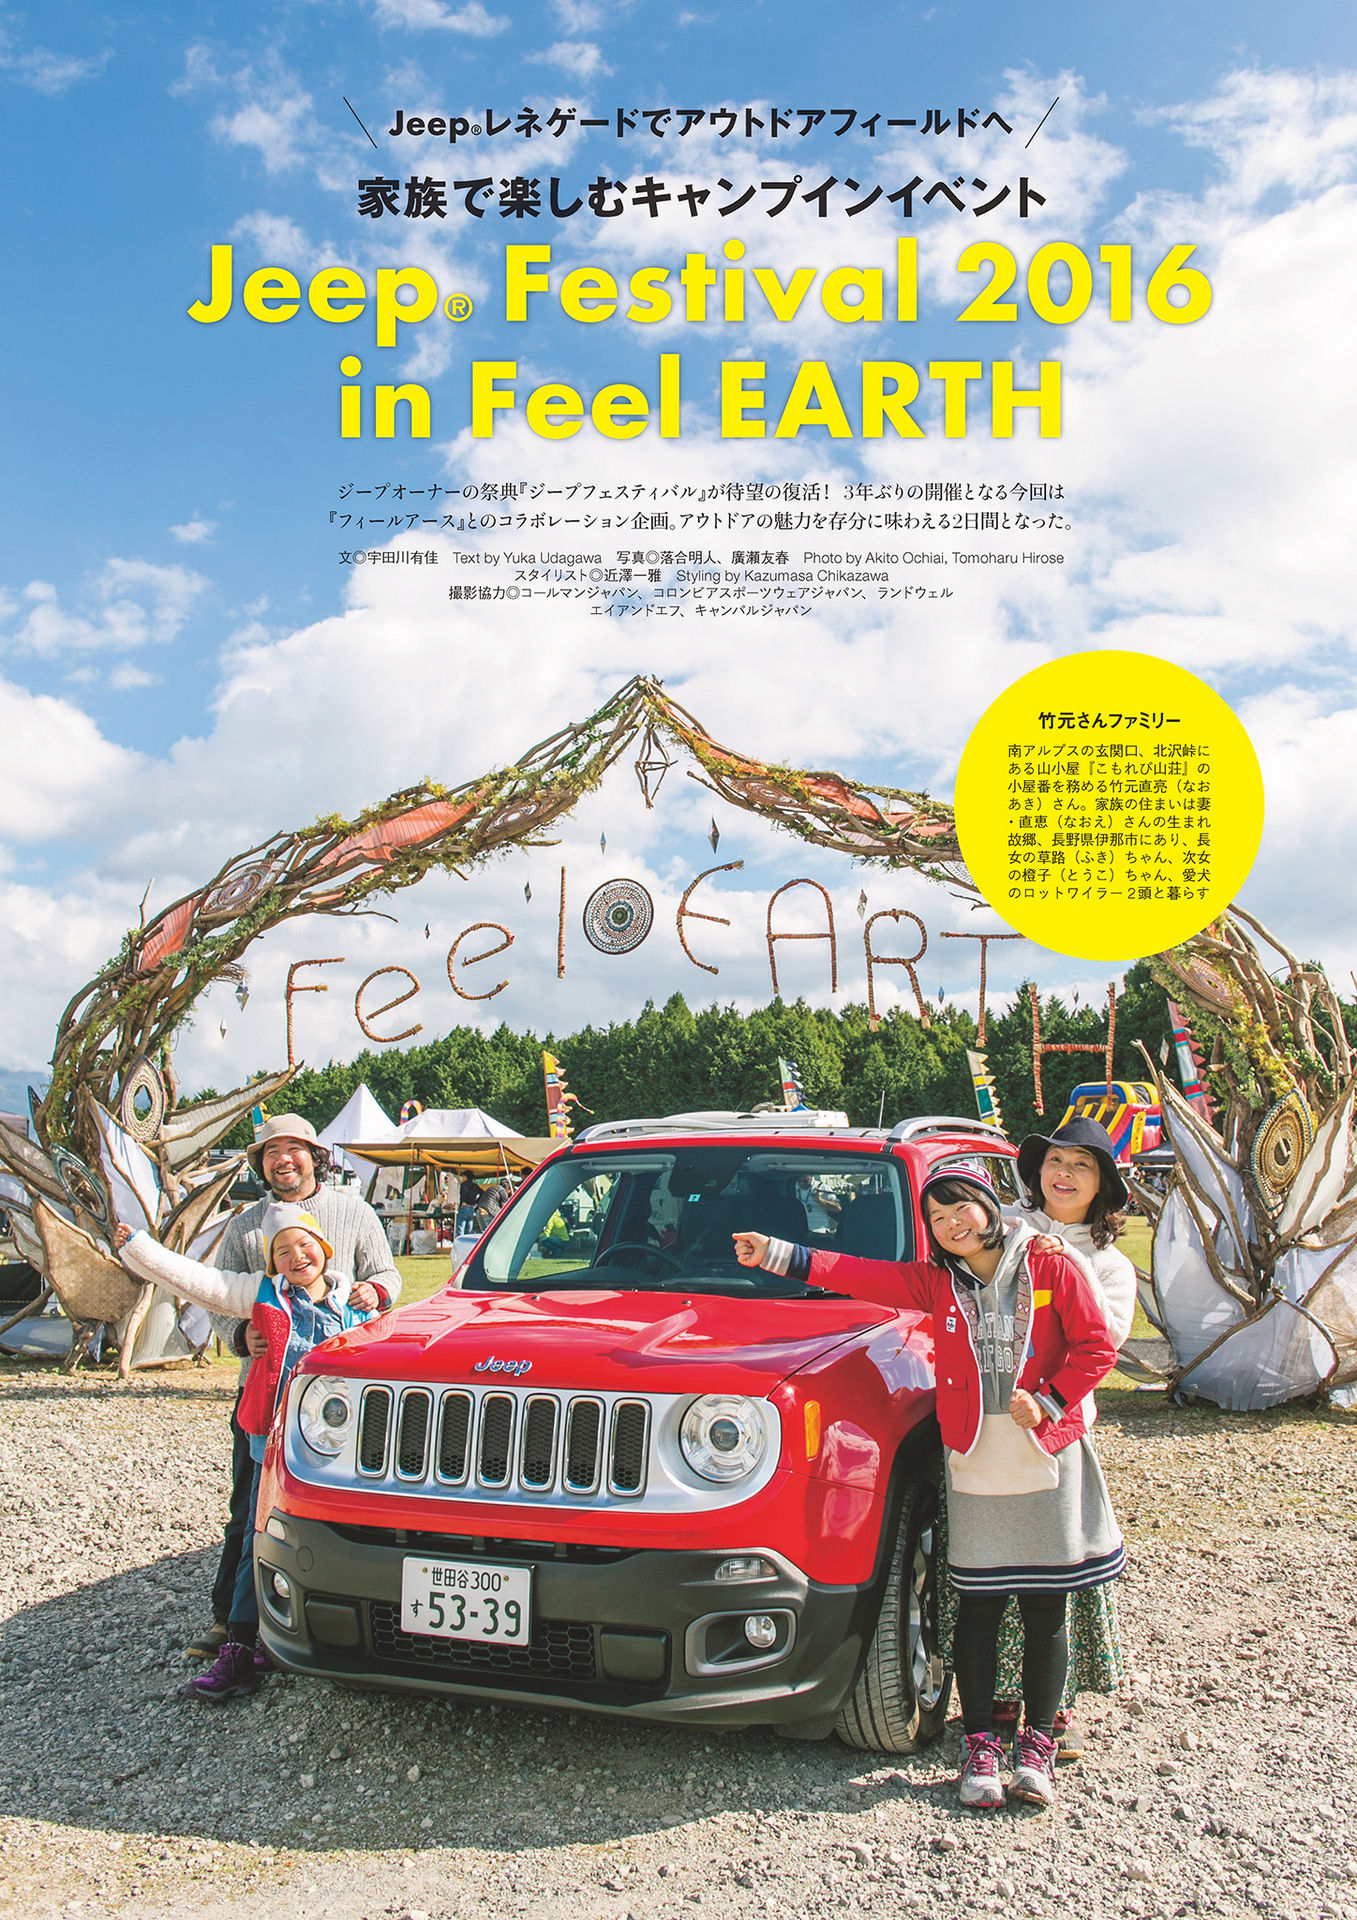 Jeep®レネゲードでアウトドアフィールドへ
家族で楽しむキャンプインイベント
Jeep® Festival 2016
in Feel EARTH
ジープオーナーの祭典『ジープフェスティバル』が待望の復活! 3年ぶりの開催となる今回は
『フィールアース』とのコラボレーション企画。アウトドアの魅力を存分に味わえる2日間となった。
文◎宇田川有佳 Text by Yuka Udagawa 写真◎落合明人、廣瀬友春 Photo by Akito Ochiai, Tomoharu Hirose
スタイリスト◎近澤一雅 Styling by Kazumasa Chikazawa
撮影協力◎コールマンジャパン、コロンビアスポーツウェアジャパン、ランドウェル
エイアンドエフ、キャンパルジャパン
竹元さんファミリー
南アルプスの玄関口、北沢峠に
ある山小屋『こもれび山荘』の
小屋番を務める竹元直亮(なお
あき)さん。家族の住まいは妻
・直恵(なおえ)さんの生まれ
故郷、長野県伊那市にあり、長
女の草路(ふき)ちゃん、次女
の橙子(とうこ)ちゃん、愛犬
のロットワイラー2頭と暮らす
Feel EARTH
Jeep
世田谷300
す 53-39